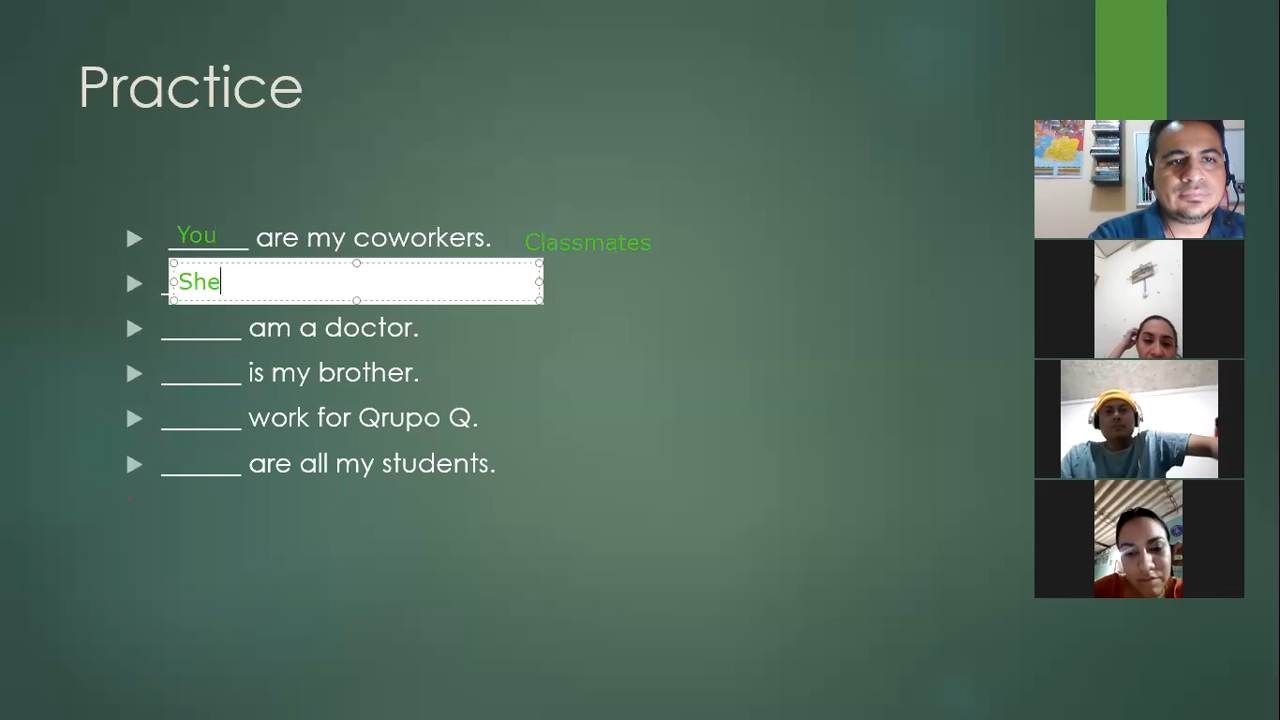 Practice
You are my coworkers. Classmates
She
______ am a doctor.
______ is my brother.
______ work for Qrupo Q.
______ are all my students.